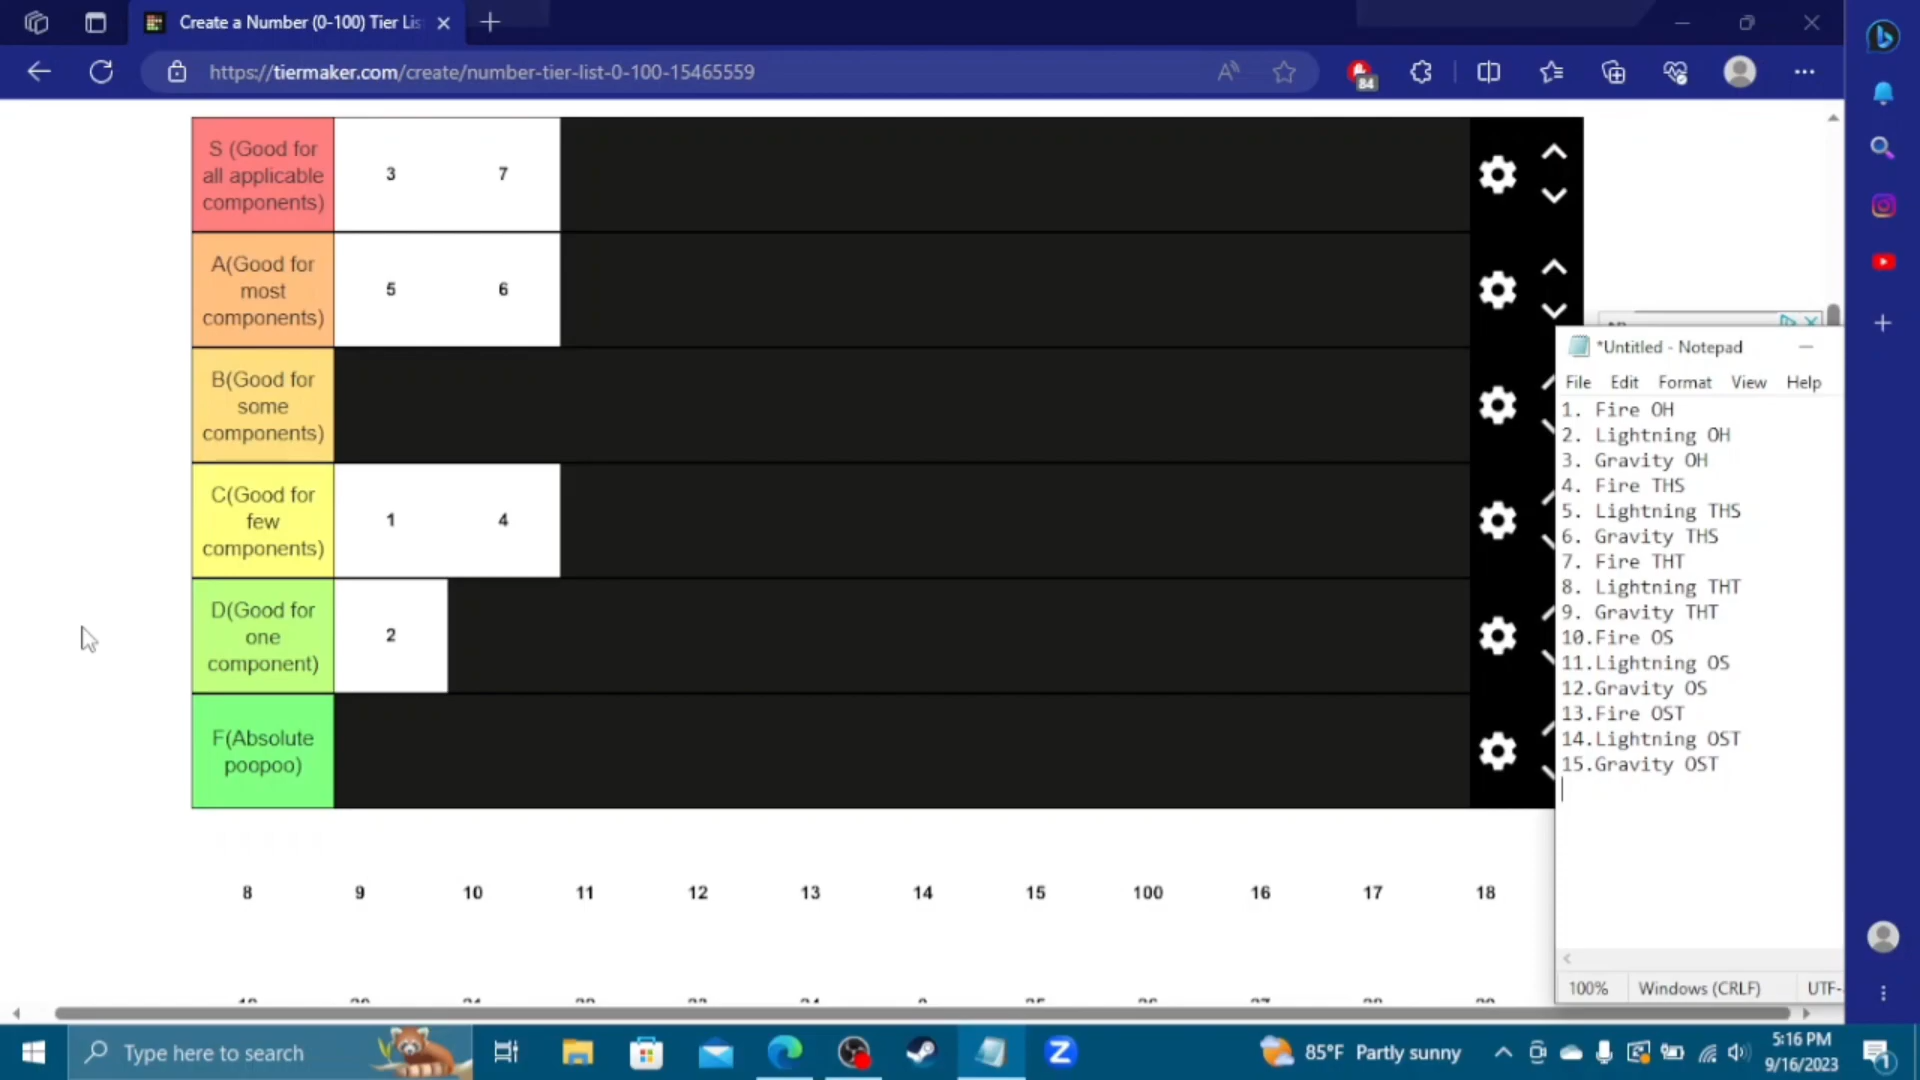 Create a Number (0-100) Tier Lis
https://tiermaker.com/create/number-tier-list-0-100-15465559
84
S (Good for
all applicable
components)
3 7
A(Good for
most
components)
5 6
B(Good for
some
components)
C(Good for
few
components)
1 4
D(Good for
one
component)
2
F(Absolute
poopoo)
8 9 10 11 12 13 14 15 100 16 17 18
*Untitled - Notepad
File Edit Format View Help
1. Fire OH
2. Lightning OH
3. Gravity OH
4. Fire THS
5. Lightning THS
6. Gravity THS
7. Fire THT
8. Lightning THT
9. Gravity THT
10.Fire OS
11.Lightning OS
12.Gravity OS
13.Fire OST
14.Lightning OST
15.Gravity OST
100% Windows (CRLF) UTF-
Type here to search
85°F Partly sunny
5:16 PM
9/16/2023
1